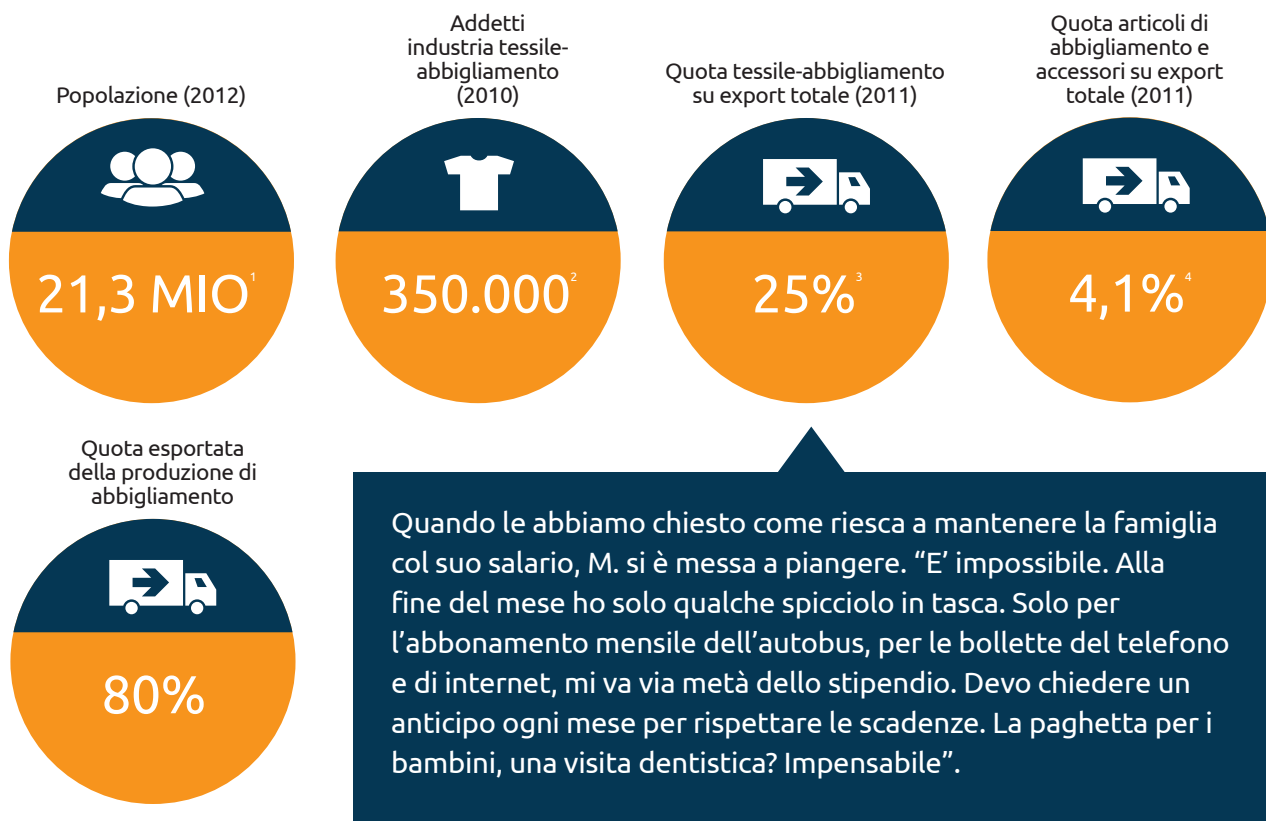 Popolazione (2012)
21,3 MIO¹
Addetti
industria tessile-
abbigliamento
(2010)
350.000²
Quota tessile-abbigliamento
su export totale (2011)
25%³
Quota articoli di
abbigliamento e
accessori su export
totale (2011)
4,1%⁴
Quota esportata
della produzione di
abbigliamento
80%
Quando le abbiamo chiesto come riesca a mantenere la famiglia
col suo salario, M. si è messa a piangere. “E’ impossibile. Alla
fine del mese ho solo qualche spicciolo in tasca. Solo per
l’abbonamento mensile dell’autobus, per le bollette del telefono
e di internet, mi va via metà dello stipendio. Devo chiedere un
anticipo ogni mese per rispettare le scadenze. La paghetta per i
bambini, una visita dentistica? Impensabile”.